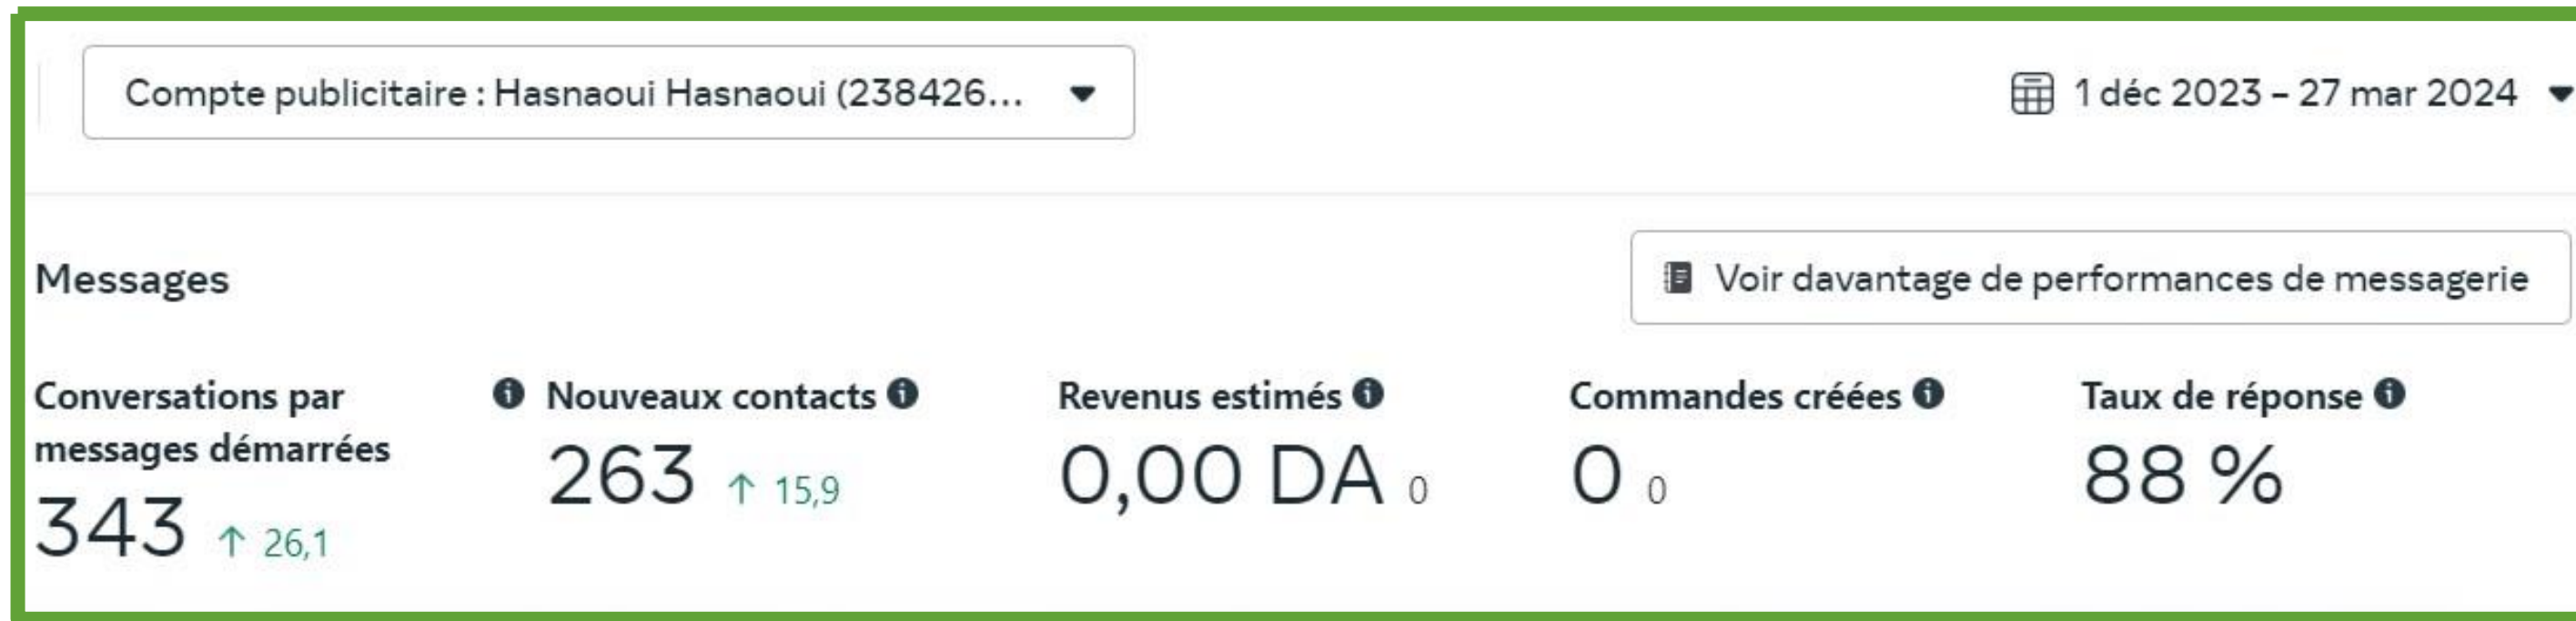 Compte publicitaire : Hasnaoui Hasnaoui (238426...
1 déc 2023 – 27 mar 2024
Messages
Voir davantage de performances de messagerie
Conversations par
messages démarrées
343 ↑ 26,1
Nouveaux contacts
263 ↑ 15,9
Revenus estimés
0,00 DA 0
Commandes créées
0 0
Taux de réponse
88 %